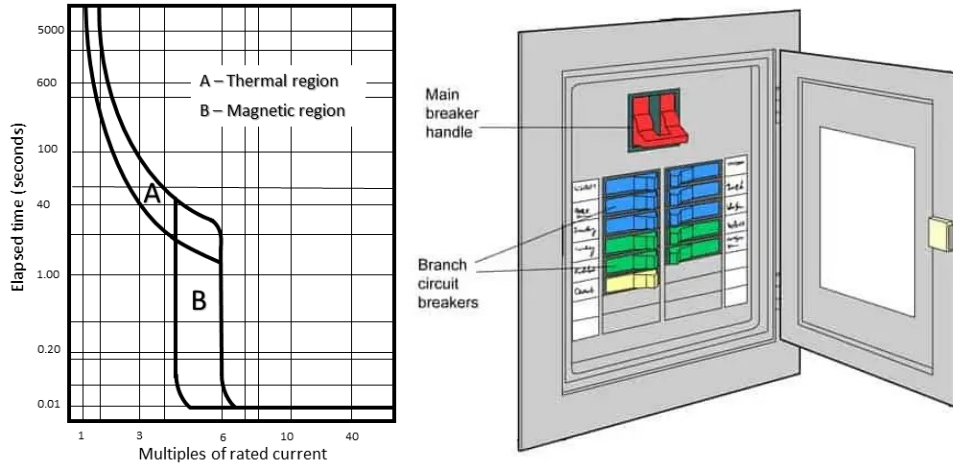 5000
600
100
40
1.00
0.20
0.01
Elapsed time (seconds)
A – Thermal region
B – Magnetic region
A
B
1 3 6 10 40
Multiples of rated current
Main
breaker
handle
Branch
circuit
breakers